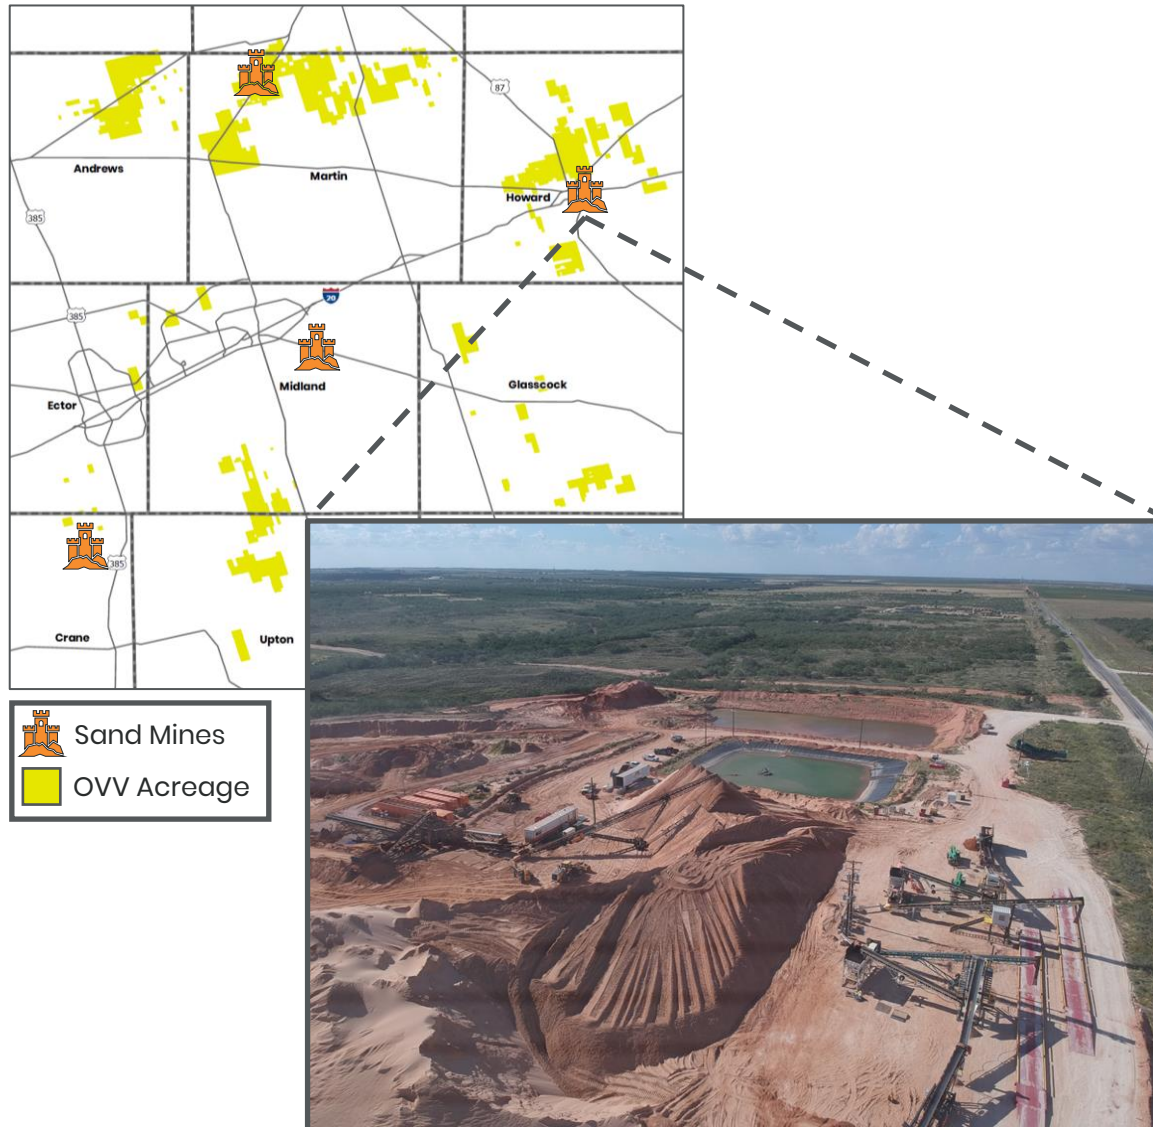 87
Andrews
Martin
Howard
385
20
385
Midland
Glasscock
Ector
385
Crane
Upton
Sand Mines
OVV Acreage